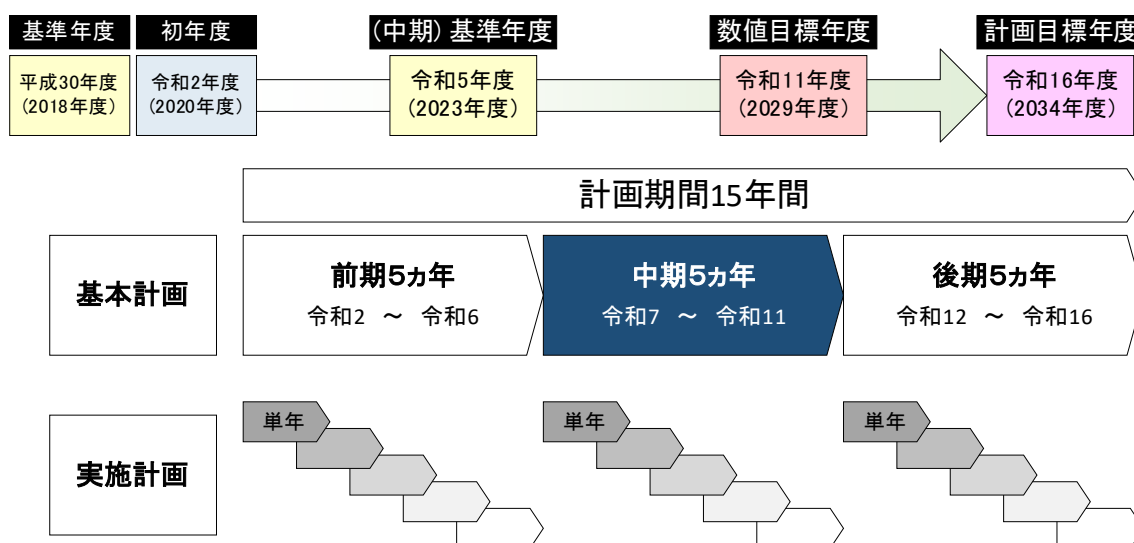 基準年度
初年度
(中期)基準年度
数値目標年度
計画目標年度
平成30年度
(2018年度)
令和2年度
(2020年度)
令和5年度
(2023年度)
令和11年度
(2029年度)
令和16年度
(2034年度)
計画期間15年間
基本計画
前期5ヵ年
令和2 ～ 令和6
中期5ヵ年
令和7 ～ 令和11
後期5ヵ年
令和12 ～ 令和16
実施計画
単年
単年
単年